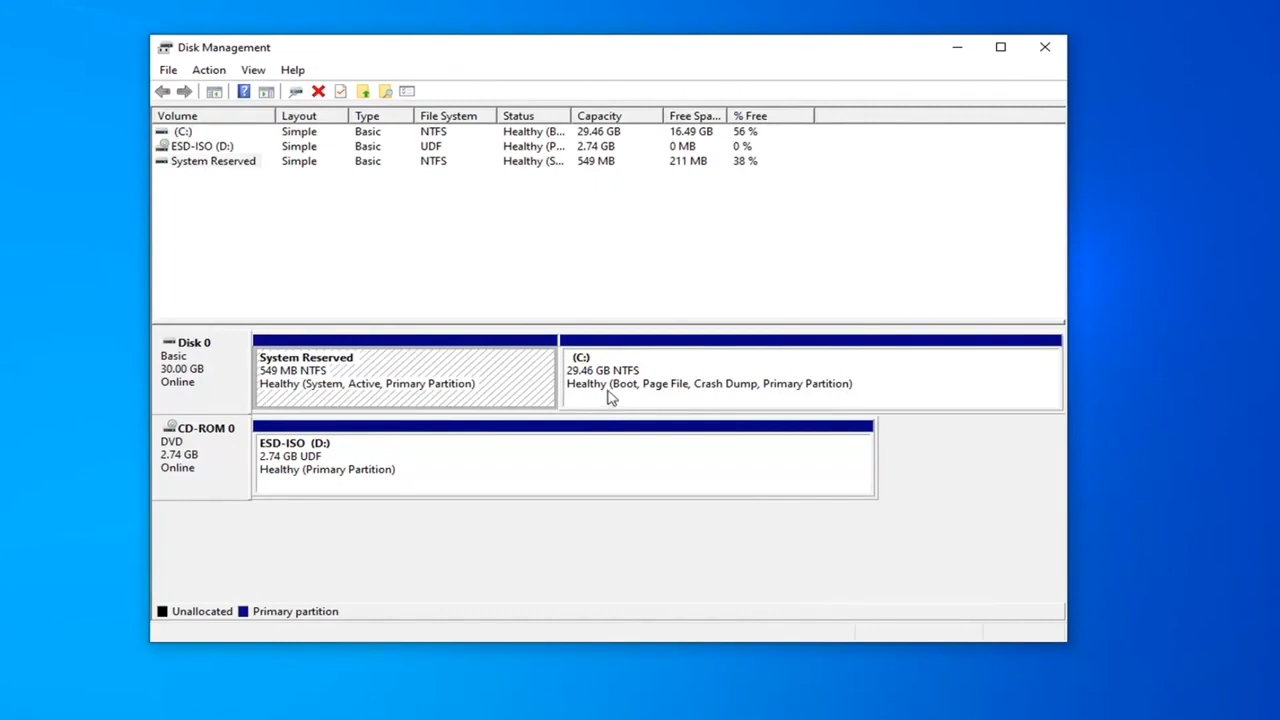 Disk Management
File Action View Help
Volume Layout Type File System Status Capacity Free Spa... % Free
(C:) Simple Basic NTFS Healthy (B... 29.46 GB 16.49 GB 56 %
ESD-ISO (D:) Simple Basic UDF Healthy (P... 2.74 GB 0 MB 0 %
System Reserved Simple Basic NTFS Healthy (S... 549 MB 211 MB 38 %
Disk 0
Basic
30.00 GB
Online
System Reserved
549 MB NTFS
Healthy (System, Active, Primary Partition)
(C:)
29.46 GB NTFS
Healthy (Boot, Page File, Crash Dump, Primary Partition)
CD-ROM 0
DVD
2.74 GB
Online
ESD-ISO (D:)
2.74 GB UDF
Healthy (Primary Partition)
Unallocated Primary partition